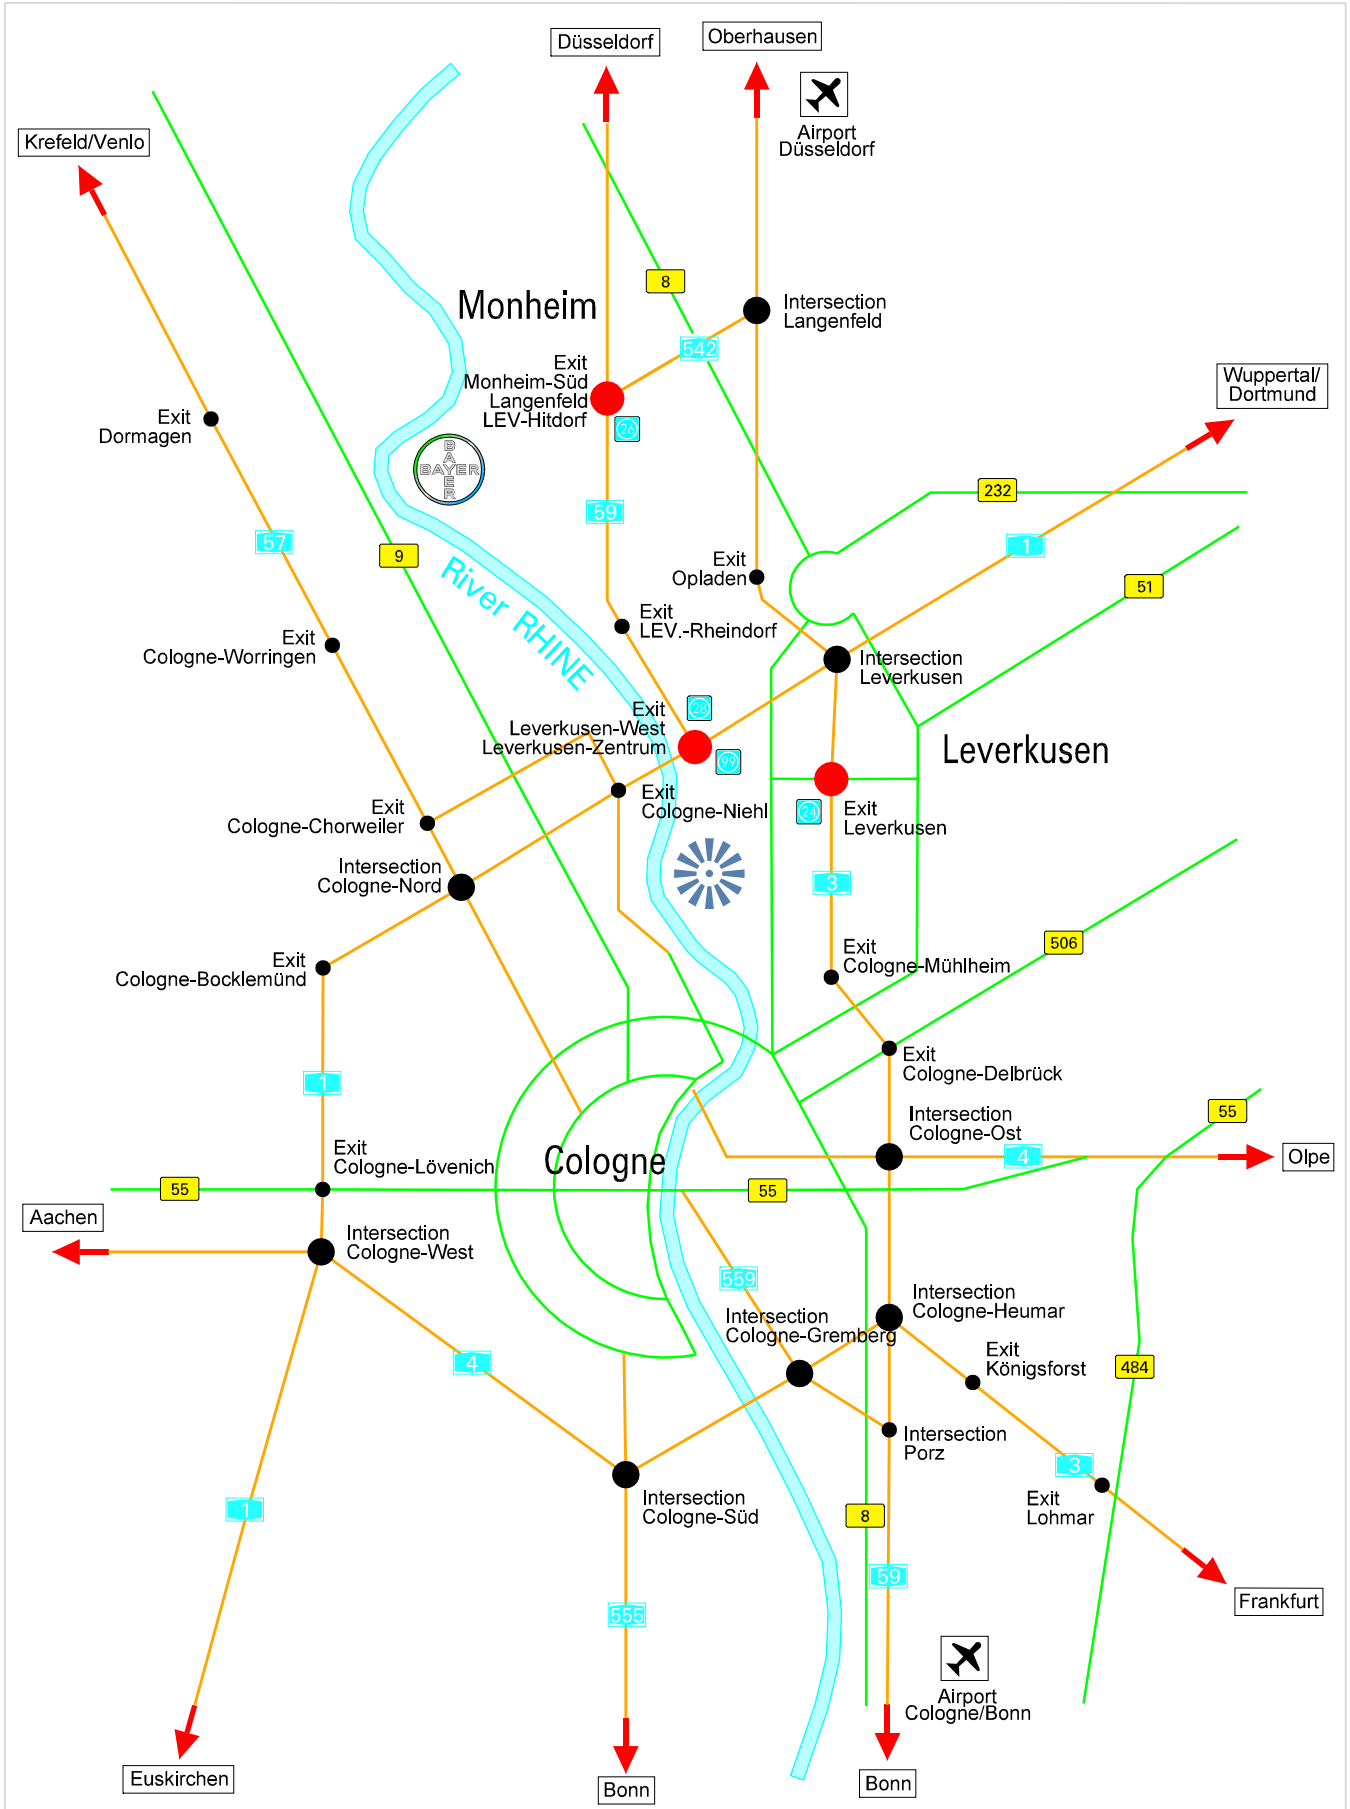 Düsseldorf
Oberhausen
Airport
Düsseldorf
Krefeld/Venlo
8
Monheim
Intersection
Langenfeld
542
Exit
Monheim-Süd
Langenfeld
LEV-Hitdorf
26
Wuppertal/
Dortmund
Exit
Dormagen
BAYER
BAYER
232
59
57
9
1
River RHINE
Exit
Opladen
51
Exit
LEV.-Rheindorf
Exit
Cologne-Worringen
Intersection
Leverkusen
28
Exit
Leverkusen-West
Leverkusen-Zentrum
99
Leverkusen
Exit
Cologne-Niehl
Exit
Cologne-Chorweiler
24
Exit
Leverkusen
Intersection
Cologne-Nord
3
506
Exit
Cologne-Bocklemünd
Exit
Cologne-Mühlheim
Exit
Cologne-Delbrück
1
55
Intersection
Cologne-Ost
4
Olpe
Exit
Cologne-Lövenich
Cologne
55
55
Aachen
Intersection
Cologne-West
559
Intersection
Cologne-Heumar
Intersection
Cologne-Gremberg
Exit
Königsforst
4
484
Intersection
Porz
3
Intersection
Cologne-Süd
Exit
Lohmar
1
8
59
555
Frankfurt
Airport
Cologne/Bonn
Euskirchen
Bonn
Bonn